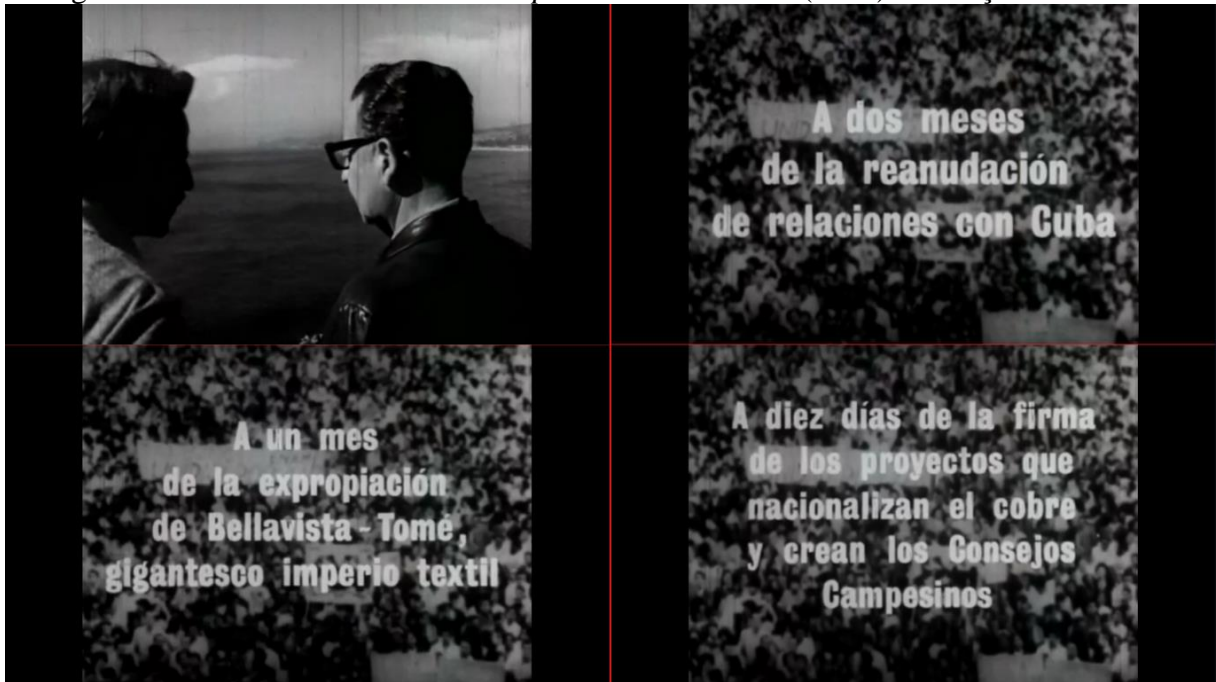 A dos meses
de la reanudación
de relaciones con Cuba
A un mes
de la expropiación
de Bellavista-Tomé,
gigantesco imperio textil
A diez días de la firma
de los proyectos que
nacionalizan el cobre
y crean los Consejos
Campesinos